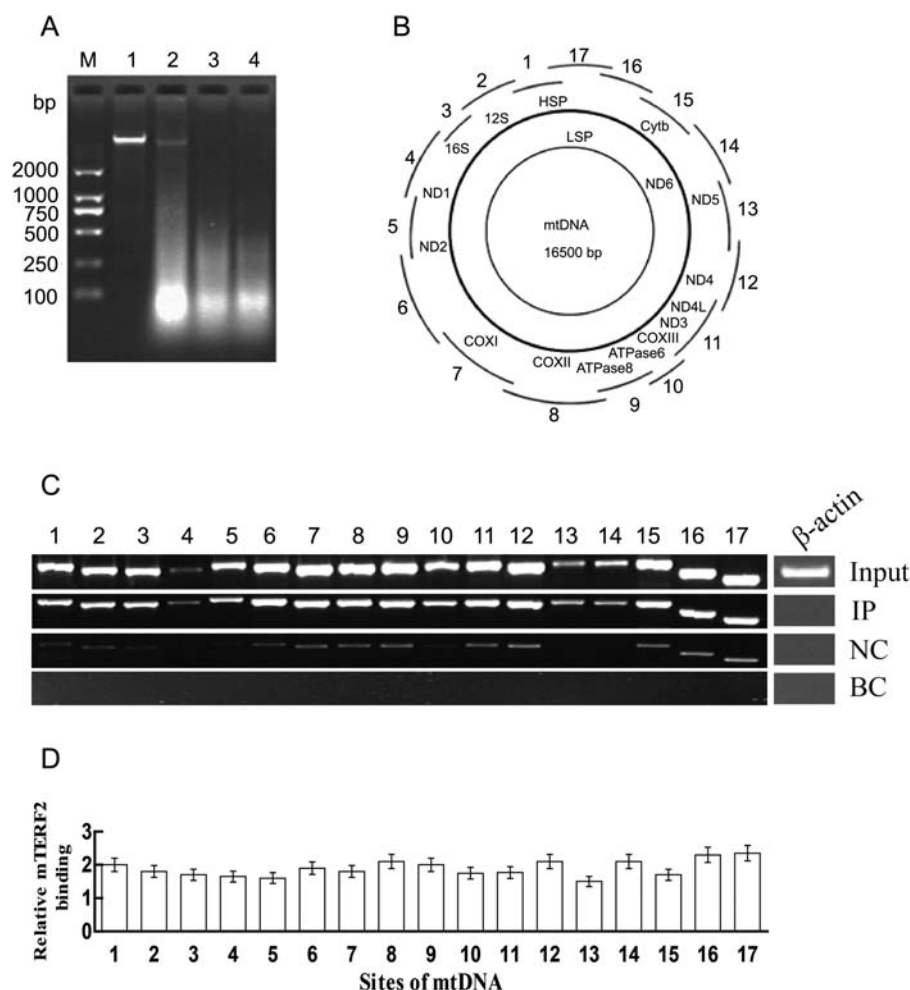 A
M 1 2 3 4
bp
2000
1000
750
500
250
100
B
17
1
16
2
15
3
14
4
13
5
12
6
11
7
10
8
9
HSP
12S
16S
ND1
ND2
COXI
COXII
ATPase8
ATPase6
COXIII
ND3
ND4L
ND4
ND5
Cytb
LSP
ND6
mtDNA
16500 bp
C
1 2 3 4 5 6 7 8 9 10 11 12 13 14 15 16 17
β-actin
Input
IP
NC
BC
D
Relative mTERF2
binding
3
2
1
0
1 2 3 4 5 6 7 8 9 10 11 12 13 14 15 16 17
Sites of mtDNA